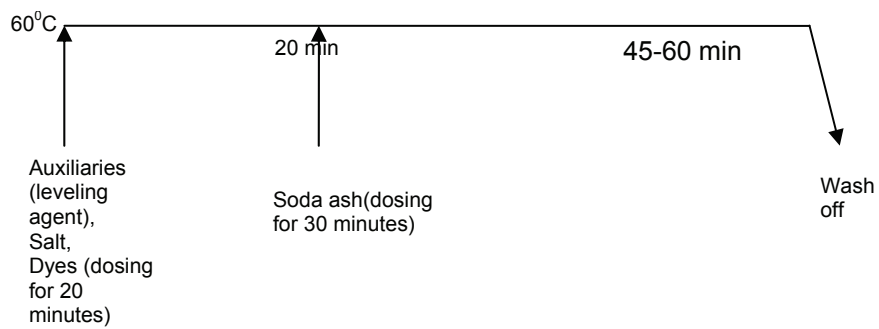 60⁰C
20 min
45-60 min
Auxiliaries
(leveling
agent),
Salt,
Dyes (dosing
for 20
minutes)
Soda ash(dosing
for 30 minutes)
Wash
off